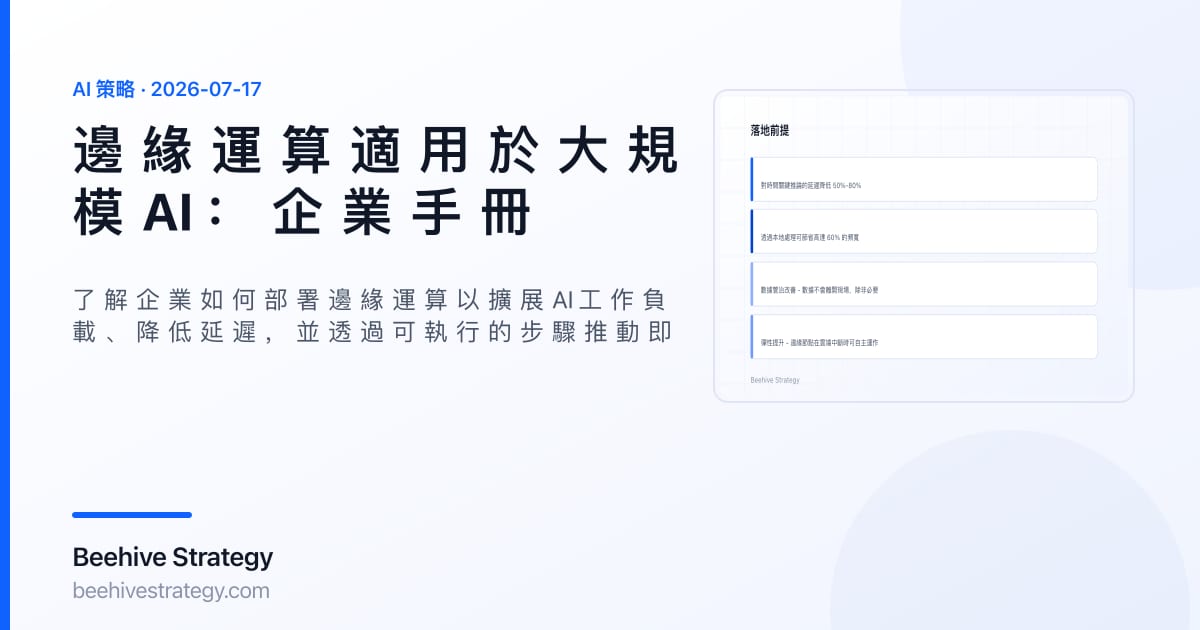 AI 策略 · 2026-07-17
邊緣運算適用於大規
模 AI： 企業手冊
了解企業如何部署邊緣運算以擴展AI工作負
載、降低延遲，並透過可執行的步驟推動即
落地前提
對時間關鍵推論的延遲降低 50%–80%
透過本地處理可節省高達 60% 的頻寬
數據管治改善 - 數據不會離開現場，除非必要
彈性提升 - 邊緣節點在雲端中斷時可自主運作
Beehive Strategy
Beehive Strategy
beehivestrategy.com